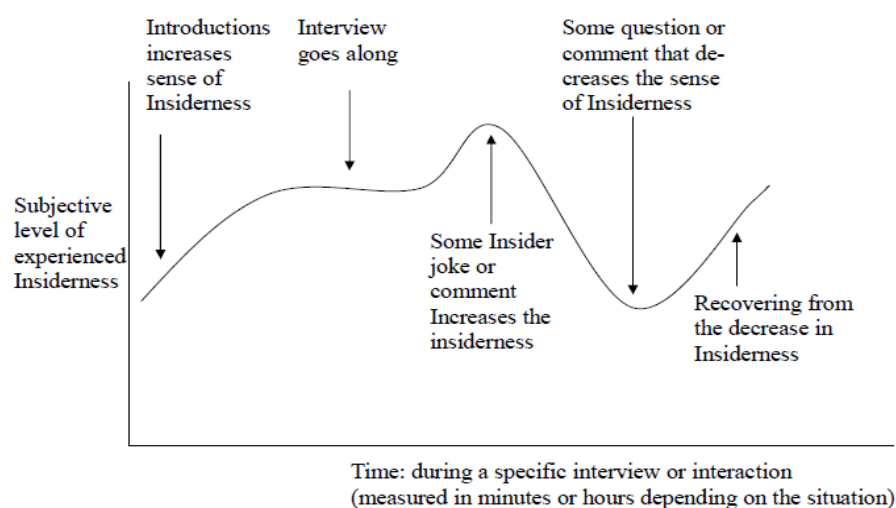 Introductions
increases
sense of
Insiderness
Interview
goes along
Some question or
comment that de-
creases the sense
of Insiderness
Subjective
level of
experienced
Insiderness
Some Insider
joke or
comment
Increases the
insiderness
Recovering from
the decrease in
Insiderness
Time: during a specific interview or interaction
(measured in minutes or hours depending on the situation)